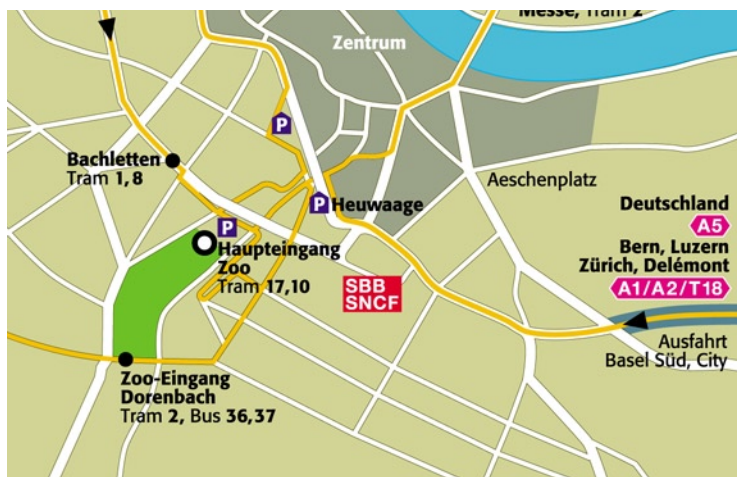 Messe, Tram 2
Zentrum
P
Bachletten
Tram 1, 8
Aeschenplatz
P
Heuwaage
Deutschland
A5
Bern, Luzern
Zürich, Delémont
A1/A2/T18
P
Haupteingang
Zoo
Tram 17,10
SBB
SNCF
Ausfahrt
Basel Süd, City
Zoo-Eingang
Dorenbach
Tram 2, Bus 36,37